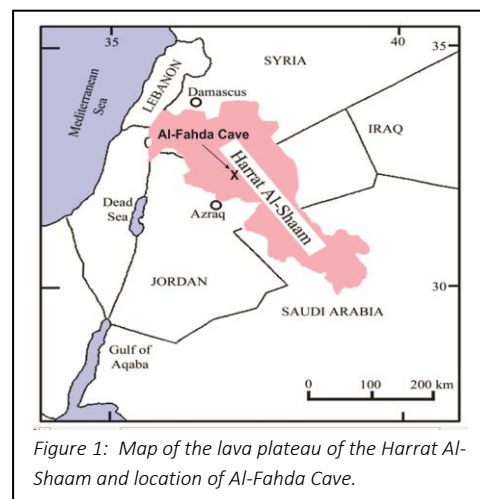 35
40
35
SYRIA
Mediterranean
Sea
LEBANON
Damascus
Al-Fahda Cave
IRAQ
X
Harrat Al-Shaam
Dead
Sea
Azraq
JORDAN
30
SAUDI ARABIA
Gulf of
Aqaba
0 100 200 km
Figure 1: Map of the lava plateau of the Harrat Al-
Shaam and location of Al-Fahda Cave.